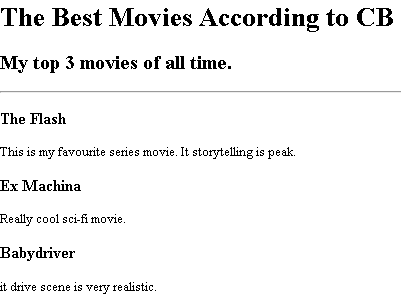 The Best Movies According to CB
My top 3 movies of all time.
The Flash
This is my favourite series movie. It storytelling is peak.
Ex Machina
Really cool sci-fi movie.
Babydriver
it drive scene is very realistic.